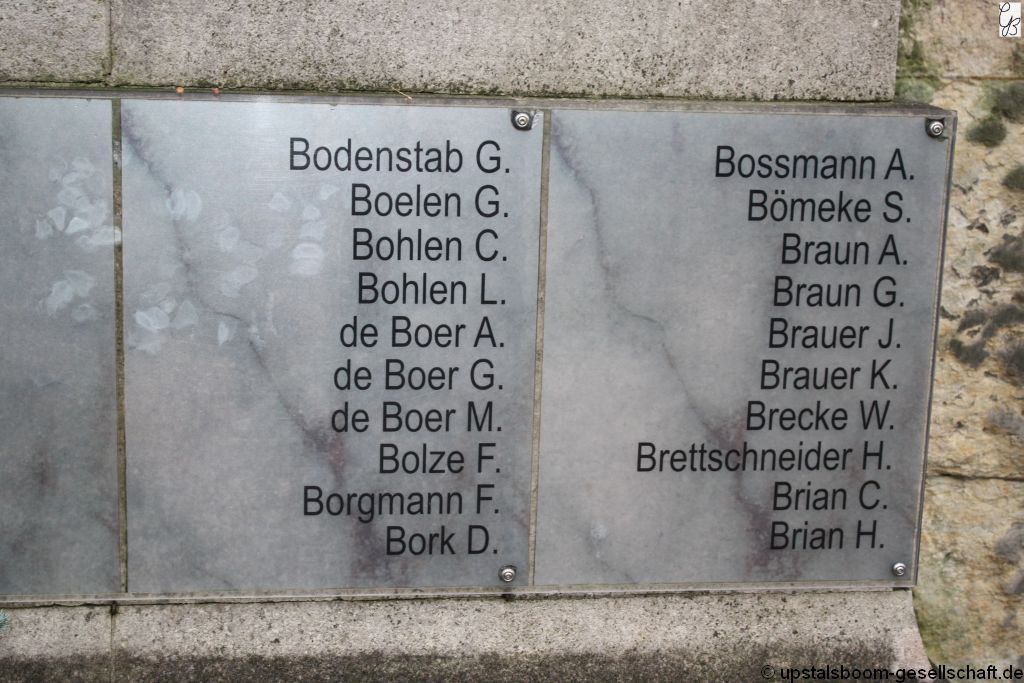 Bodenstab G.
Boelen G.
Bohlen C.
Bohlen L.
de Boer A.
de Boer G.
de Boer M.
Bolze F.
Borgmann F.
Bork D.
Bossmann A.
Bömeke S.
Braun A.
Braun G.
Brauer J.
Brauer K.
Brecke W.
Brettschneider H.
Brian C.
Brian H.
© upstalsboom-gesellschaft.de